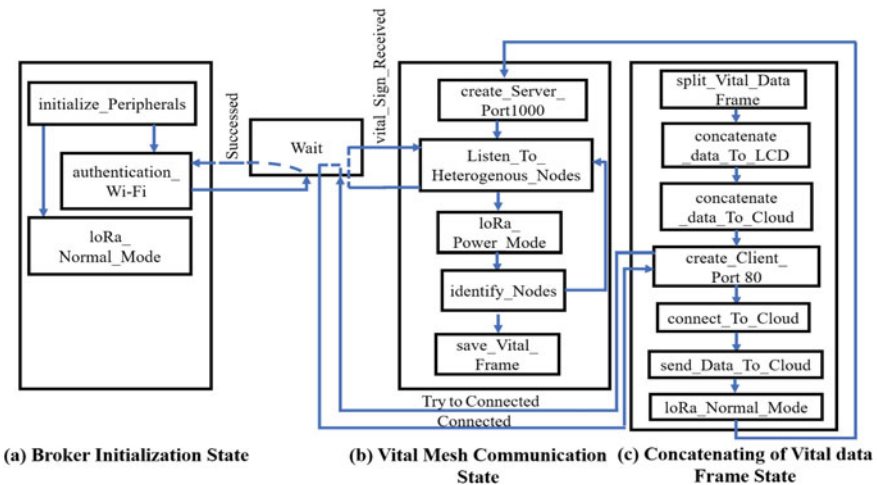 initialize_Peripherals
authentication_
Wi-Fi
loRa_
Normal_Mode
Successed
Wait
vital_Sign_Received
create_Server_
Port1000
Listen_To_
Heterogenous_Nodes
loRa_
Power_Mode
identify_Nodes
save_Vital_
Frame
Try to Connected
Connected
split_Vital_Data
Frame
concatenate
_data_To_LCD
concatenate
_data_To_Cloud
create_Client_
Port 80
connect_To_Cloud
send_Data_To_Cloud
loRa_Normal_Mode
(a) Broker Initialization State
(b) Vital Mesh Communication
State
(c) Concatenating of Vital data
Frame State